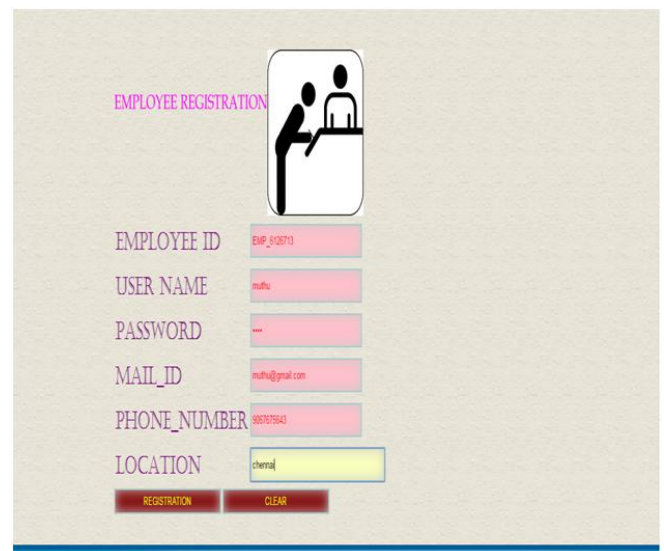 EMPLOYEE REGISTRATION
EMPLOYEE ID EMP_6126713
USER NAME muthu
PASSWORD ••••
MAIL_ID muthu@gmail.com
PHONE_NUMBER 9067675643
LOCATION chennai
REGISTRATION CLEAR